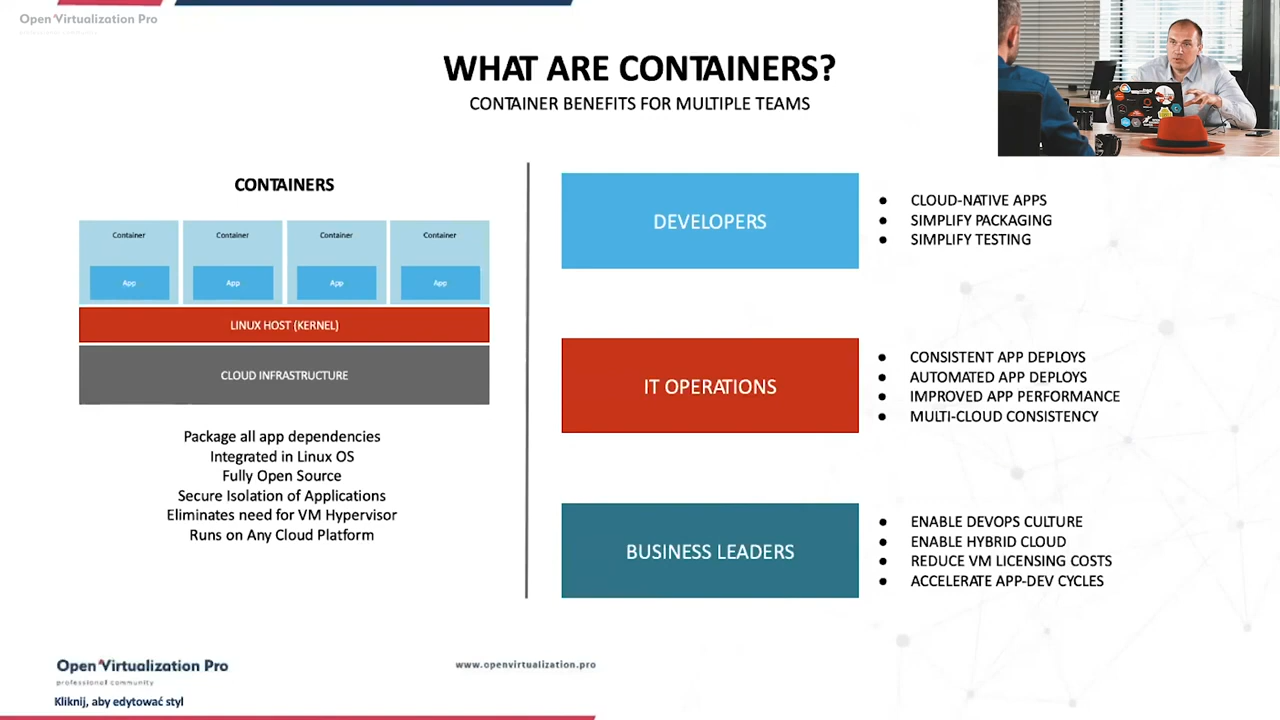 Open Virtualization Pro
professional community
WHAT ARE CONTAINERS?
CONTAINER BENEFITS FOR MULTIPLE TEAMS
CONTAINERS
Container Container Container Container
App App App App
LINUX HOST (KERNEL)
CLOUD INFRASTRUCTURE
Package all app dependencies
Integrated in Linux OS
Fully Open Source
Secure Isolation of Applications
Eliminates need for VM Hypervisor
Runs on Any Cloud Platform
DEVELOPERS
CLOUD-NATIVE APPS
SIMPLIFY PACKAGING
SIMPLIFY TESTING
IT OPERATIONS
CONSISTENT APP DEPLOYS
AUTOMATED APP DEPLOYS
IMPROVED APP PERFORMANCE
MULTI-CLOUD CONSISTENCY
BUSINESS LEADERS
ENABLE DEVOPS CULTURE
ENABLE HYBRID CLOUD
REDUCE VM LICENSING COSTS
ACCELERATE APP-DEV CYCLES
Open Virtualization Pro
professional community
www.openvirtualization.pro
Kliknij, aby edytować styl